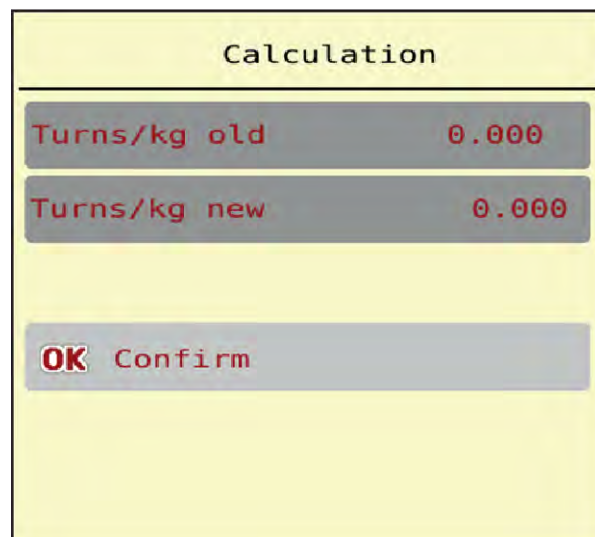 Calculation
Turns/kg old 0.000
Turns/kg new 0.000
OK Confirm